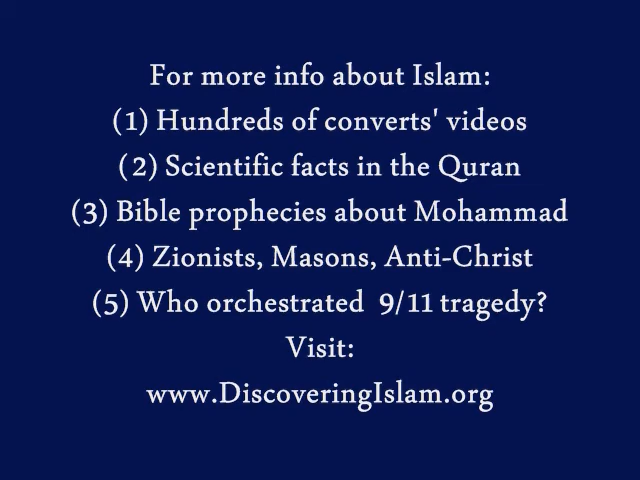 For more info about Islam:
(1) Hundreds of converts' videos
(2) Scientific facts in the Quran
(3) Bible prophecies about Mohammad
(4) Zionists, Masons, Anti-Christ
(5) Who orchestrated 9/11 tragedy?
Visit:
www.DiscoveringIslam.org